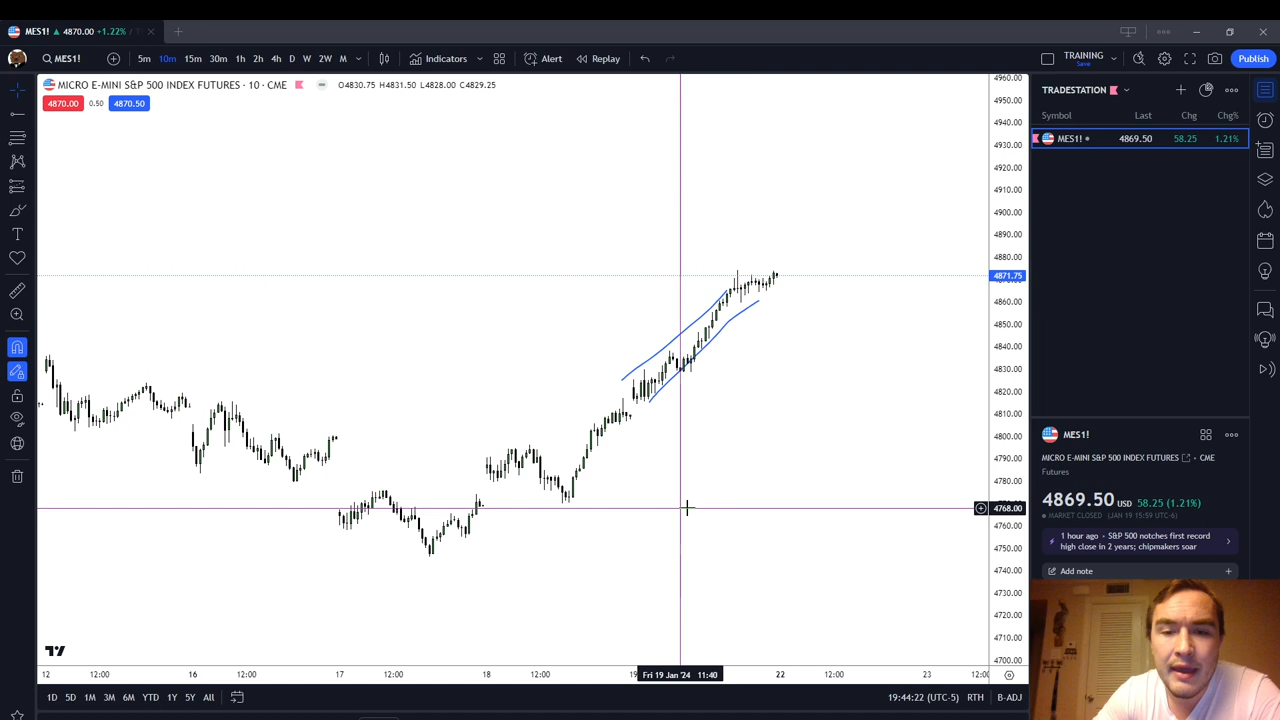 MES1! ▲ 4870.00 +1.22% /
MES1!
5m 10m 15m 30m 1h 2h 4h D W 2W M
Indicators
Alert
Replay
TRAINING
Save
Publish
MICRO E-MINI S&P 500 INDEX FUTURES · 10 · CME
O4830.75 H4831.50 L4828.00 C4829.25
4870.00 0.50 4870.50
4960.00
4950.00
4940.00
4930.00
4920.00
4910.00
4900.00
4890.00
4880.00
4871.75
4860.00
4850.00
4840.00
4830.00
4820.00
4810.00
4800.00
4790.00
4780.00
4768.00
4760.00
4750.00
4740.00
4730.00
4720.00
4710.00
4700.00
12 12:00 16 12:00 17 12:00 18 12:00 19 Fri 19 Jan '24 11:40 22 12:00 23
1D 5D 1M 3M 6M YTD 1Y 5Y All
19:44:22 (UTC-5) RTH B-ADJ
TRADESTATION
Symbol Last Chg Chg%
MES1! 4869.50 58.25 1.21%
MES1!
MICRO E-MINI S&P 500 INDEX FUTURES · CME
Futures
4869.50 USD 58.25 (1.21%)
MARKET CLOSED (JAN 19 15:59 UTC-6)
1 hour ago · S&P 500 notches first record
high close in 2 years; chipmakers soar
Add note